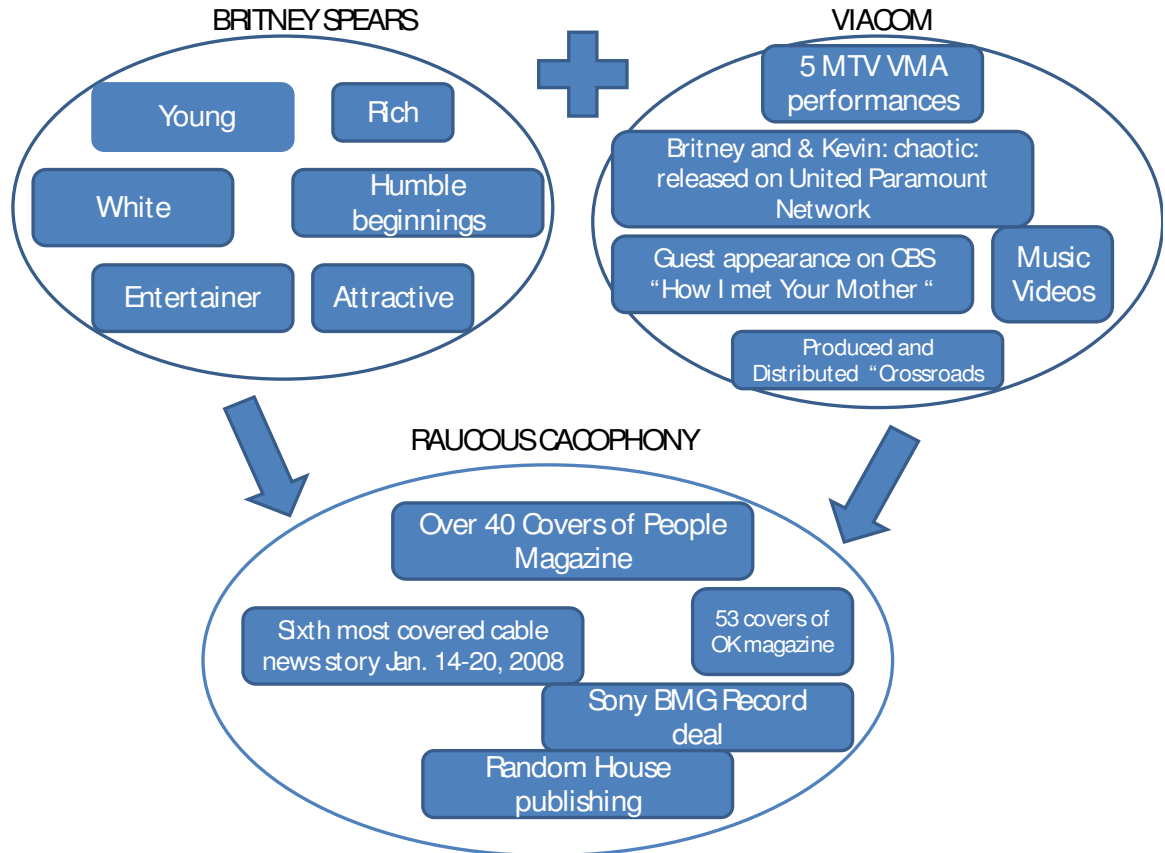 BRITNEY SPEARS
VIACOM
Young
Rich
White
Humble
beginnings
Entertainer
Attractive
5 MTV VMA
performances
Britney and & Kevin: chaotic:
released on United Paramount
Network
Guest appearance on CBS
“How I met Your Mother “
Music
Videos
Produced and
Distributed “Crossroads
RAUCOUS CACOPHONY
Over 40 Covers of People
Magazine
Sixth most covered cable
news story Jan. 14-20, 2008
53 covers of
OK magazine
Sony BMG Record
deal
Random House
publishing